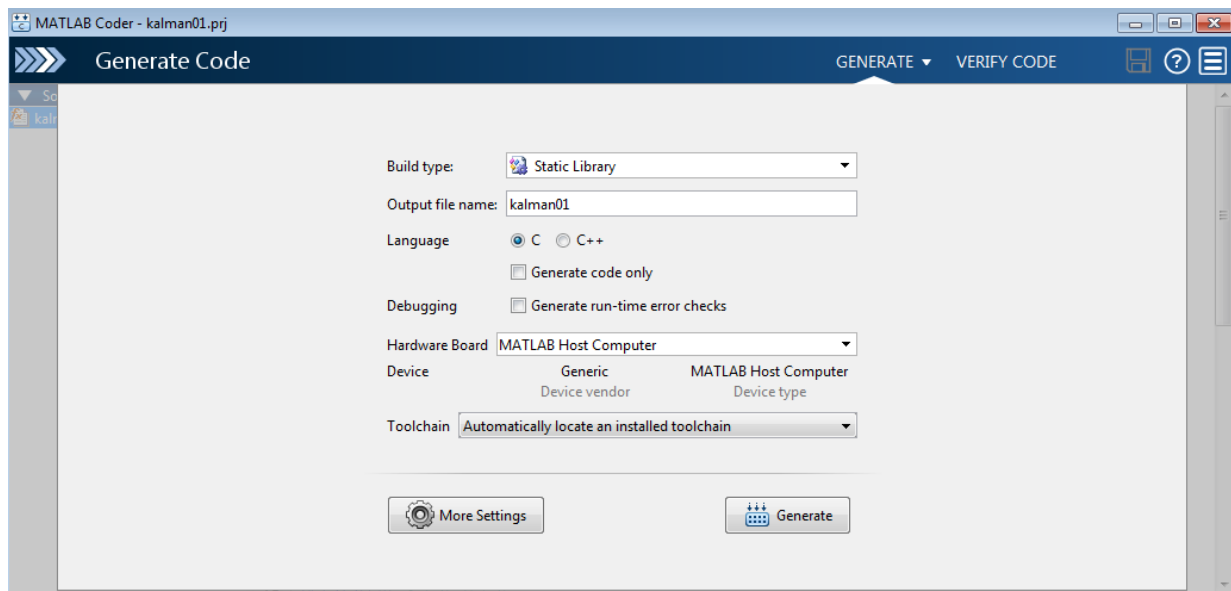 MATLAB Coder - kalman01.prj
Generate Code
GENERATE
VERIFY CODE
So
kalr
Build type:
Static Library
Output file name:
kalman01
Language
C
C++
Generate code only
Debugging
Generate run-time error checks
Hardware Board
MATLAB Host Computer
Device
Generic
MATLAB Host Computer
Device vendor
Device type
Toolchain
Automatically locate an installed toolchain
More Settings
Generate